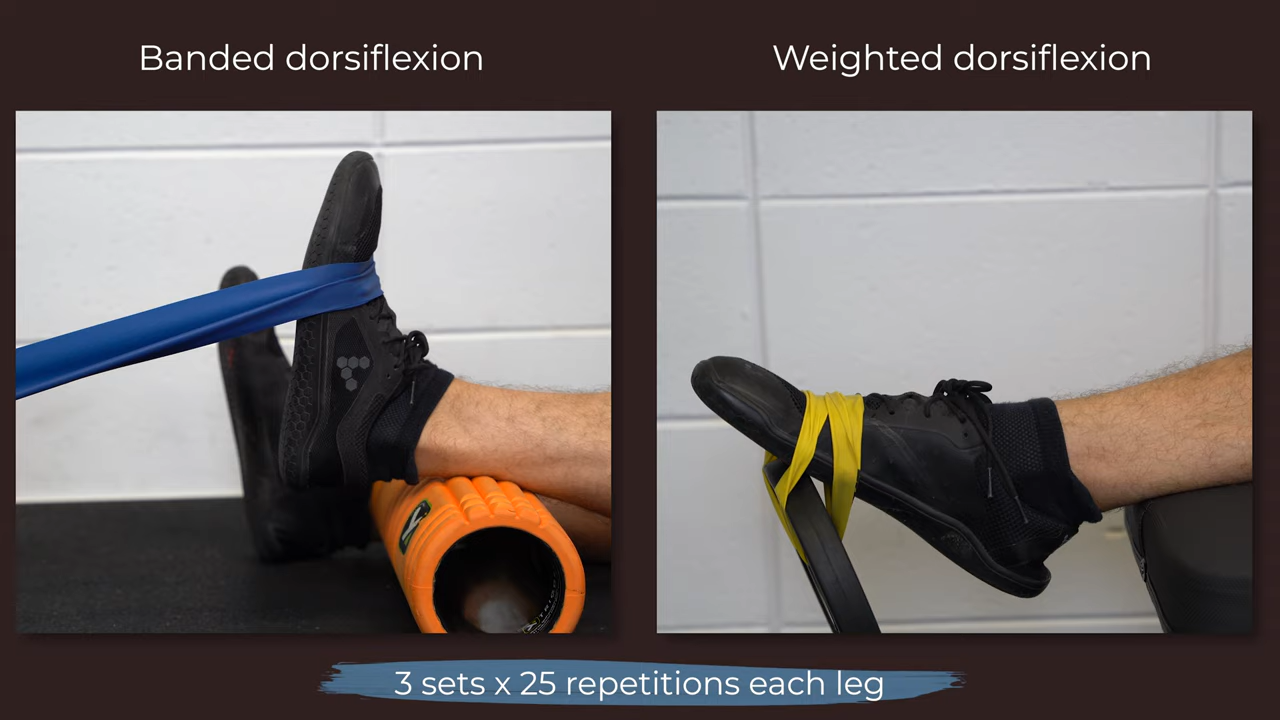 Banded dorsiflexion
Weighted dorsiflexion
3 sets x 25 repetitions each leg